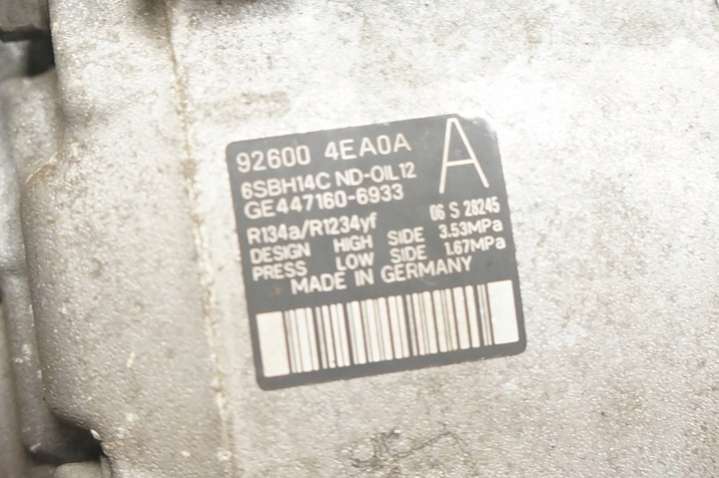 92600 4EA0A A
6SBH14C ND-OIL12
GE447160-6933
06 S 28245
R134a/R1234yf
DESIGN HIGH SIDE 3.53MPa
PRESS LOW SIDE 1.67MPa
MADE IN GERMANY